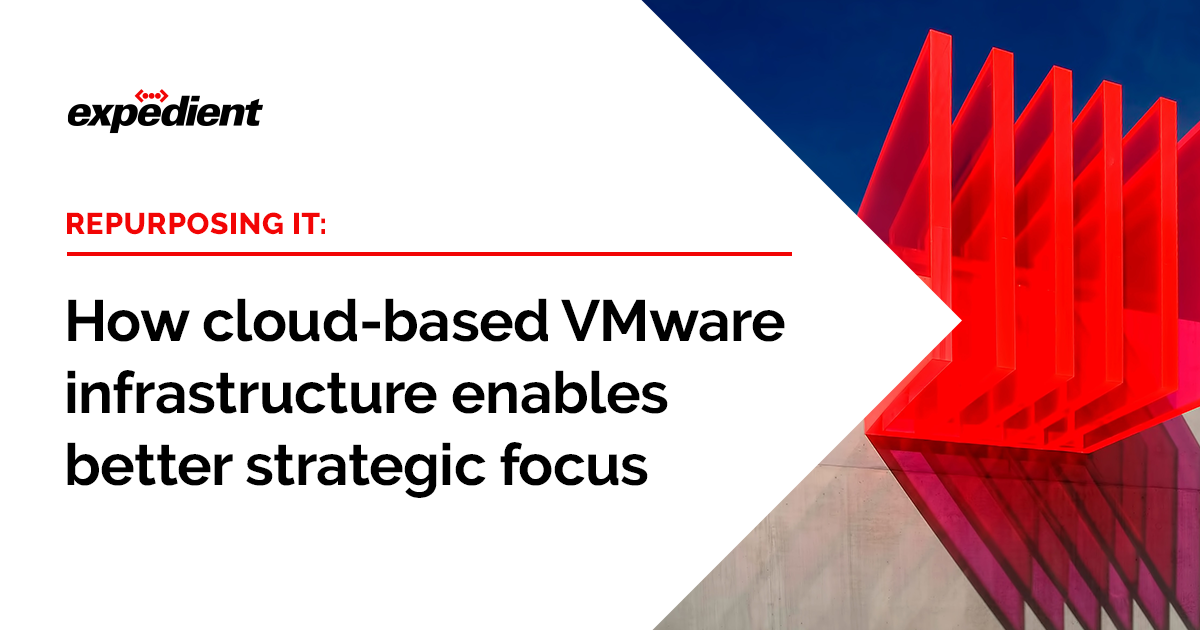 expedient
REPURPOSING IT:
How cloud-based VMware
infrastructure enables
better strategic focus